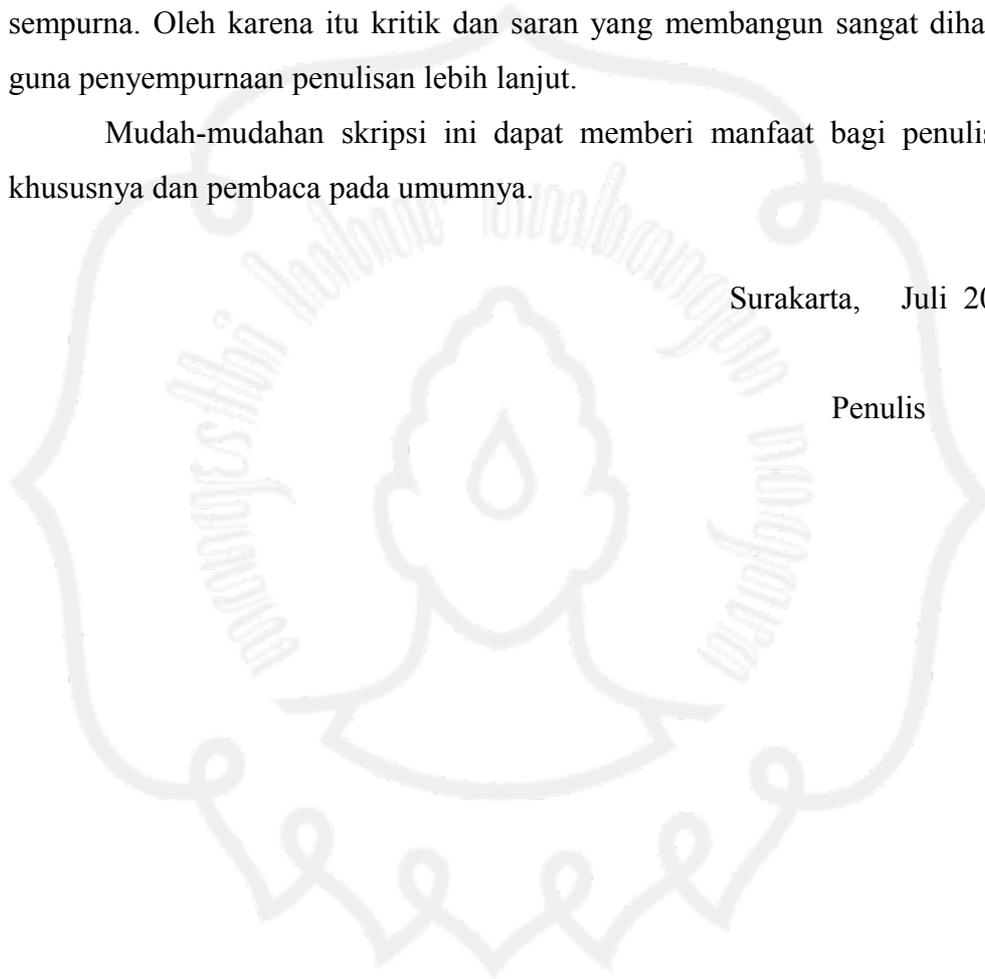 sempurna. Oleh karena itu kritik dan saran yang membangun sangat diha
guna penyempurnaan penulisan lebih lanjut.
Mudah-mudahan skripsi ini dapat memberi manfaat bagi penulis
khususnya dan pembaca pada umumnya.
Surakarta, Juli 20
Penulis